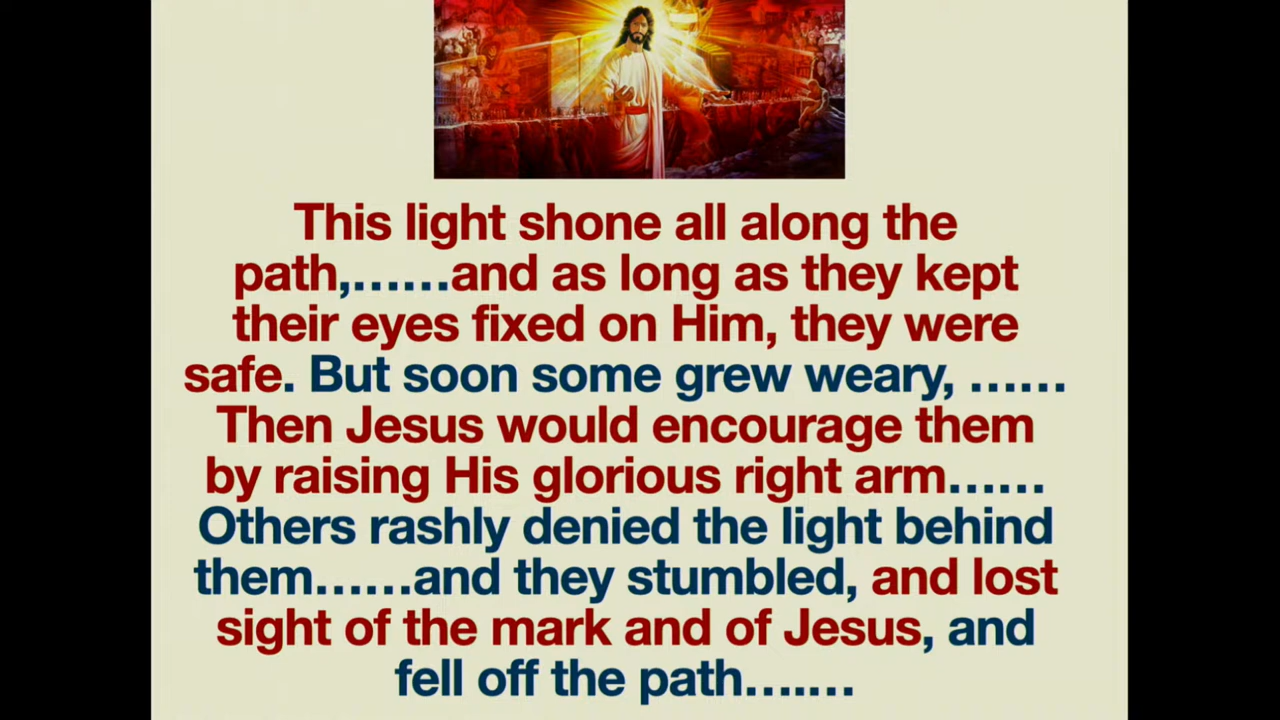 This light shone all along the
path,......and as long as they kept
their eyes fixed on Him, they were
safe. But soon some grew weary, ......
Then Jesus would encourage them
by raising His glorious right arm......
Others rashly denied the light behind
them......and they stumbled, and lost
sight of the mark and of Jesus, and
fell off the path.......